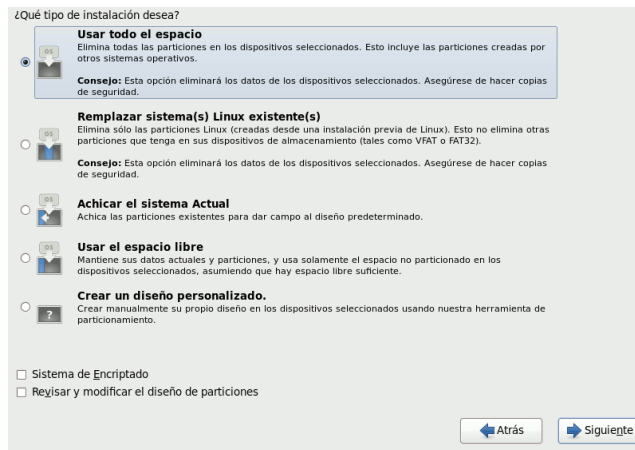 ¿Qué tipo de instalación desea?
Usar todo el espacio
Elimina todas las particiones en los dispositivos seleccionados. Esto incluye las particiones creadas por
otros sistemas operativos.
Consejo: Esta opción eliminará los datos de los dispositivos seleccionados. Asegúrese de hacer copias
de seguridad.
Remplazar sistema(s) Linux existente(s)
Elimina sólo las particiones Linux (creadas desde una instalación previa de Linux). Esto no elimina otras
particiones que tenga en sus dispositivos de almacenamiento (tales como VFAT o FAT32).
Consejo: Esta opción eliminará los datos de los dispositivos seleccionados. Asegúrese de hacer copias
de seguridad.
Achicar el sistema Actual
Achica las particiones existentes para dar campo al diseño predeterminado.
Usar el espacio libre
Mantiene sus datos actuales y particiones, y usa solamente el espacio no particionado en los
dispositivos seleccionados, asumiendo que hay espacio libre suficiente.
Crear un diseño personalizado.
Crear manualmente su propio diseño en los dispositivos seleccionados usando nuestra herramienta de
particionamiento.
Sistema de Encriptado
Revisar y modificar el diseño de particiones
Atrás
Siguiente